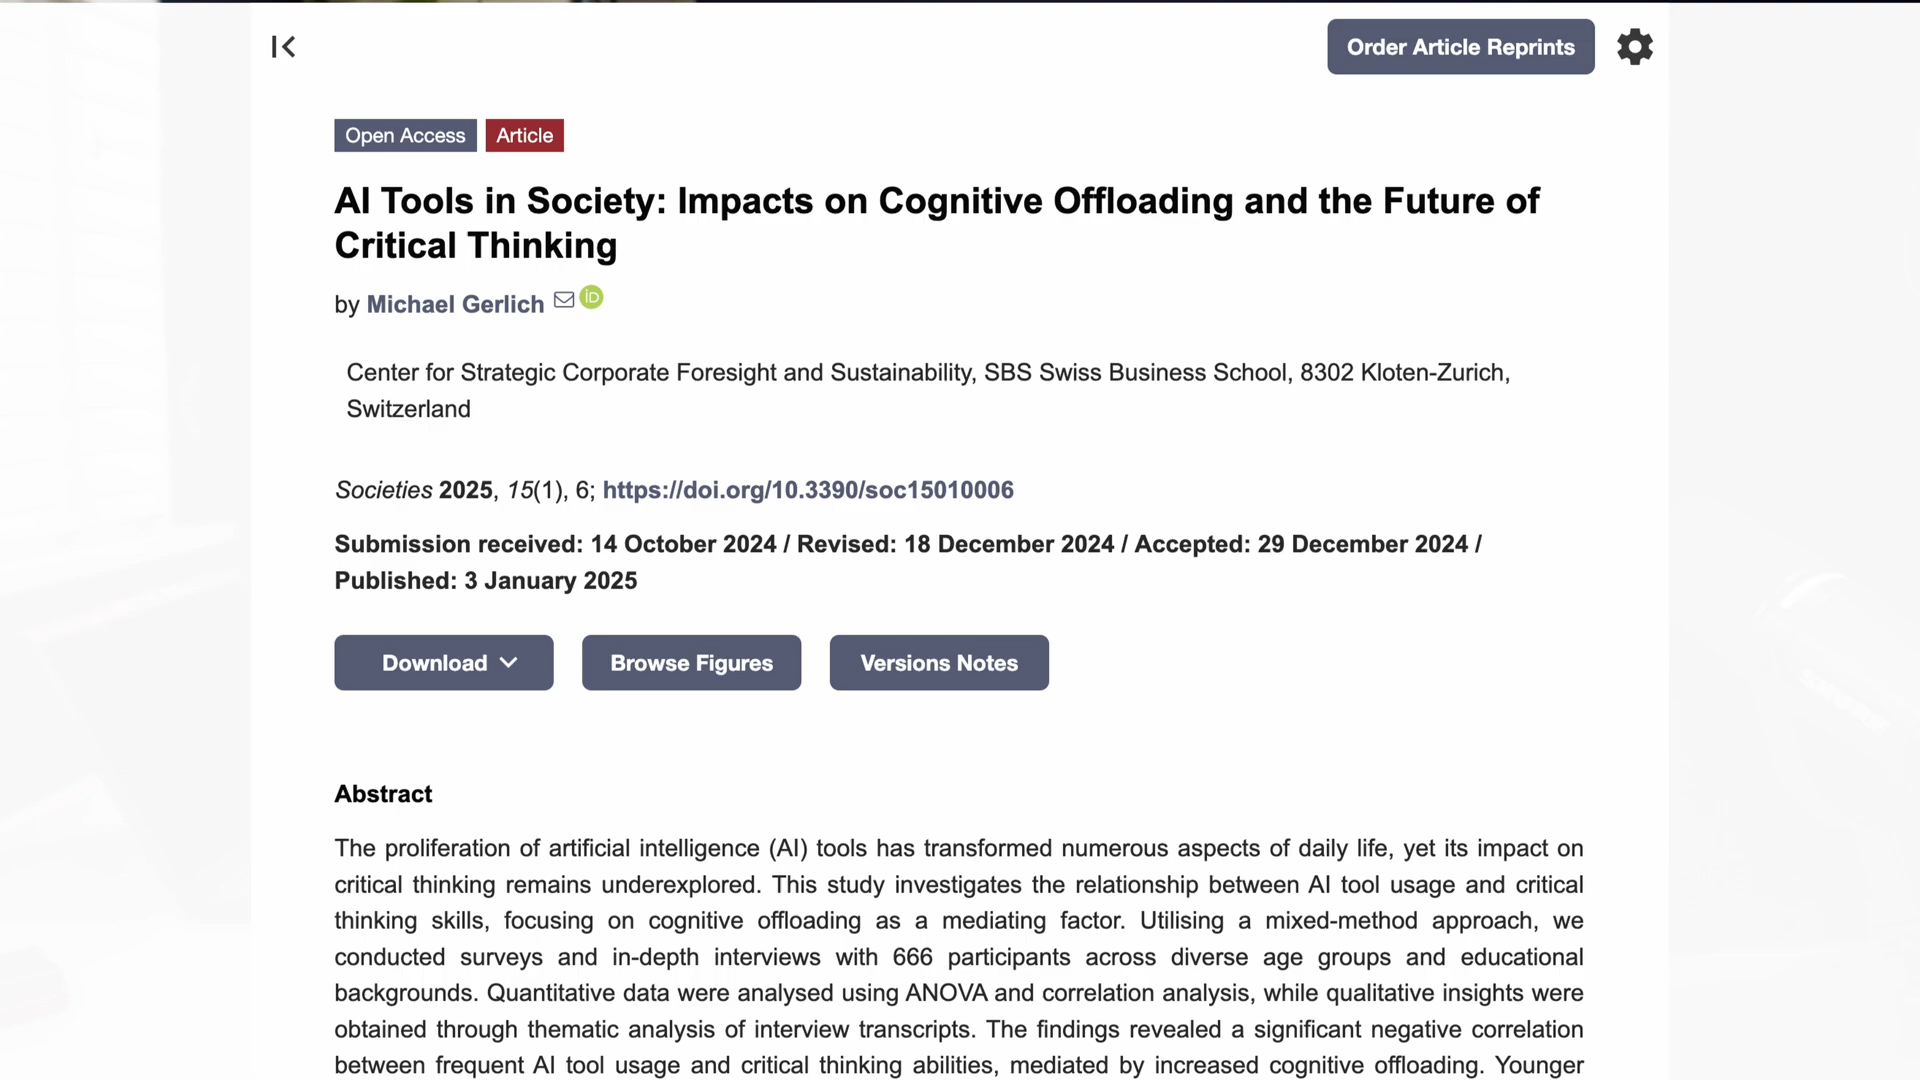 Order Article Reprints
Open Access Article
AI Tools in Society: Impacts on Cognitive Offloading and the Future of
Critical Thinking
by Michael Gerlich iD
Center for Strategic Corporate Foresight and Sustainability, SBS Swiss Business School, 8302 Kloten-Zurich,
Switzerland
Societies 2025, 15(1), 6; https://doi.org/10.3390/soc15010006
Submission received: 14 October 2024 / Revised: 18 December 2024 / Accepted: 29 December 2024 /
Published: 3 January 2025
Download Browse Figures Versions Notes
Abstract
The proliferation of artificial intelligence (AI) tools has transformed numerous aspects of daily life, yet its impact on
critical thinking remains underexplored. This study investigates the relationship between AI tool usage and critical
thinking skills, focusing on cognitive offloading as a mediating factor. Utilising a mixed-method approach, we
conducted surveys and in-depth interviews with 666 participants across diverse age groups and educational
backgrounds. Quantitative data were analysed using ANOVA and correlation analysis, while qualitative insights were
obtained through thematic analysis of interview transcripts. The findings revealed a significant negative correlation
between frequent AI tool usage and critical thinking abilities, mediated by increased cognitive offloading. Younger